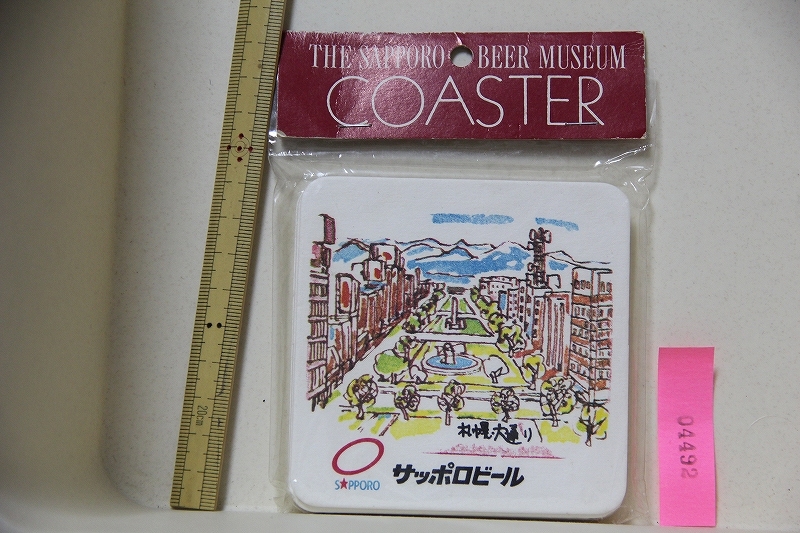 THE SAPPORO BEER MUSEUM
COASTER
札幌大通り
SAPPORO
サッポロビール
20cm
04492